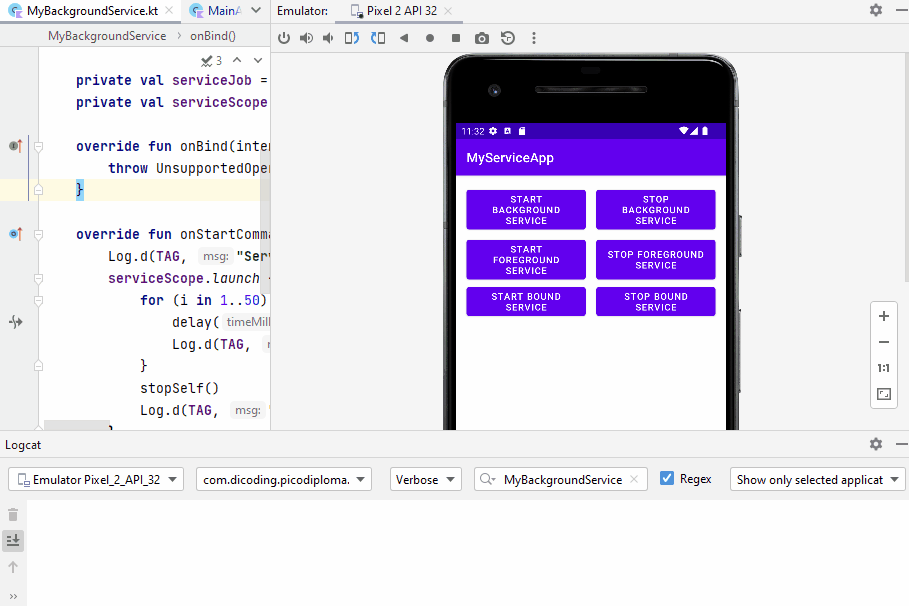 MyBackgroundService.kt
MainA
Emulator:
Pixel 2 API 32
MyBackgroundService
onBind()
3
private val serviceJob =
private val serviceScope
override fun onBind(inte
throw UnsupportedOpe
}
override fun onStartComma
Log.d(TAG, msg: "Serv
serviceScope.launch
for (i in 1..50)
delay( timeMill
Log.d(TAG,
}
stopSelf()
Log.d(TAG, msg:
11:32
MyServiceApp
START
BACKGROUND
SERVICE
STOP
BACKGROUND
SERVICE
START
FOREGROUND
SERVICE
STOP FOREGROUND
SERVICE
START BOUND
SERVICE
STOP BOUND
SERVICE
1:1
Logcat
Emulator Pixel_2_API_32
com.dicoding.picodiploma.
Verbose
MyBackgroundService
Regex
Show only selected applicat